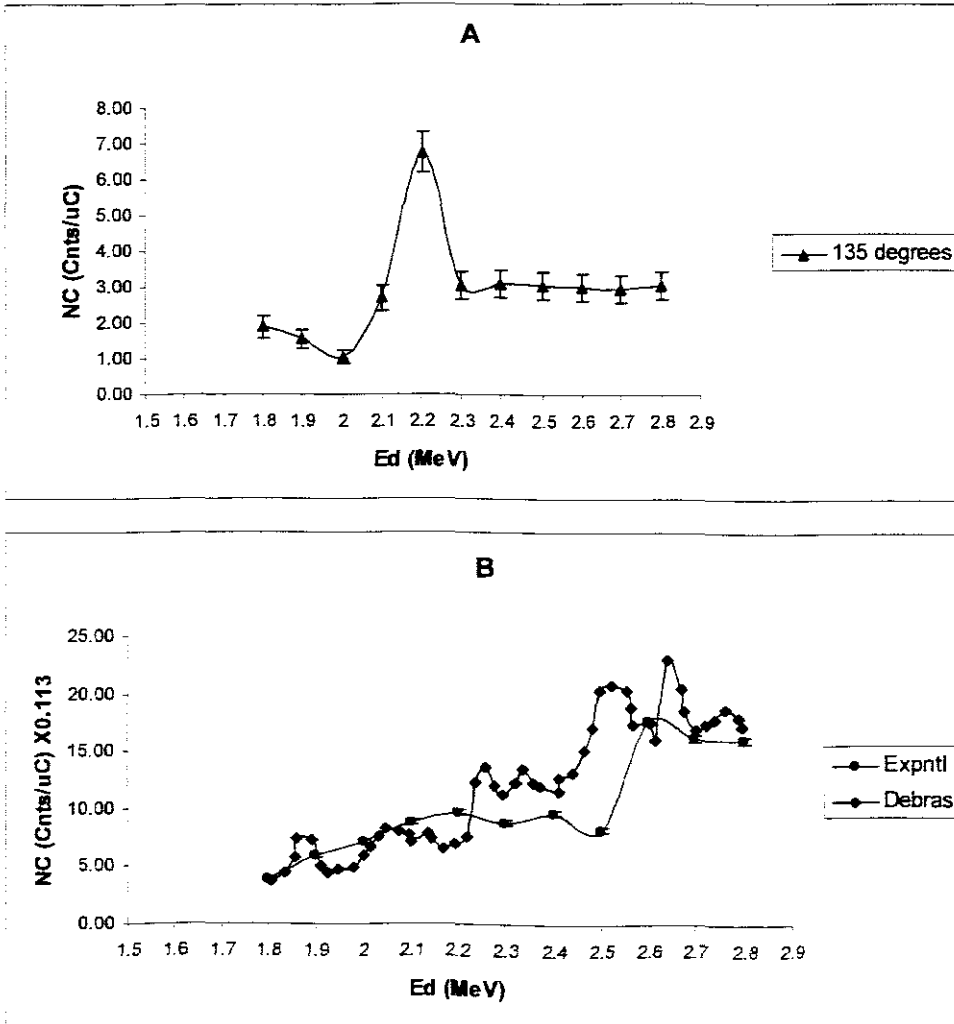 A
8.00
7.00
6.00
5.00
4.00
3.00
2.00
1.00
0.00
NC (Cnts/uC)
1.5 1.6 1.7 1.8 1.9 2 2.1 2.2 2.3 2.4 2.5 2.6 2.7 2.8 2.9
Ed (MeV)
135 degrees
B
25.00
20.00
15.00
10.00
5.00
0.00
NC (Cnts/uC) X0.113
1.5 1.6 1.7 1.8 1.9 2 2.1 2.2 2.3 2.4 2.5 2.6 2.7 2.8 2.9
Ed (MeV)
Expntl
Debras